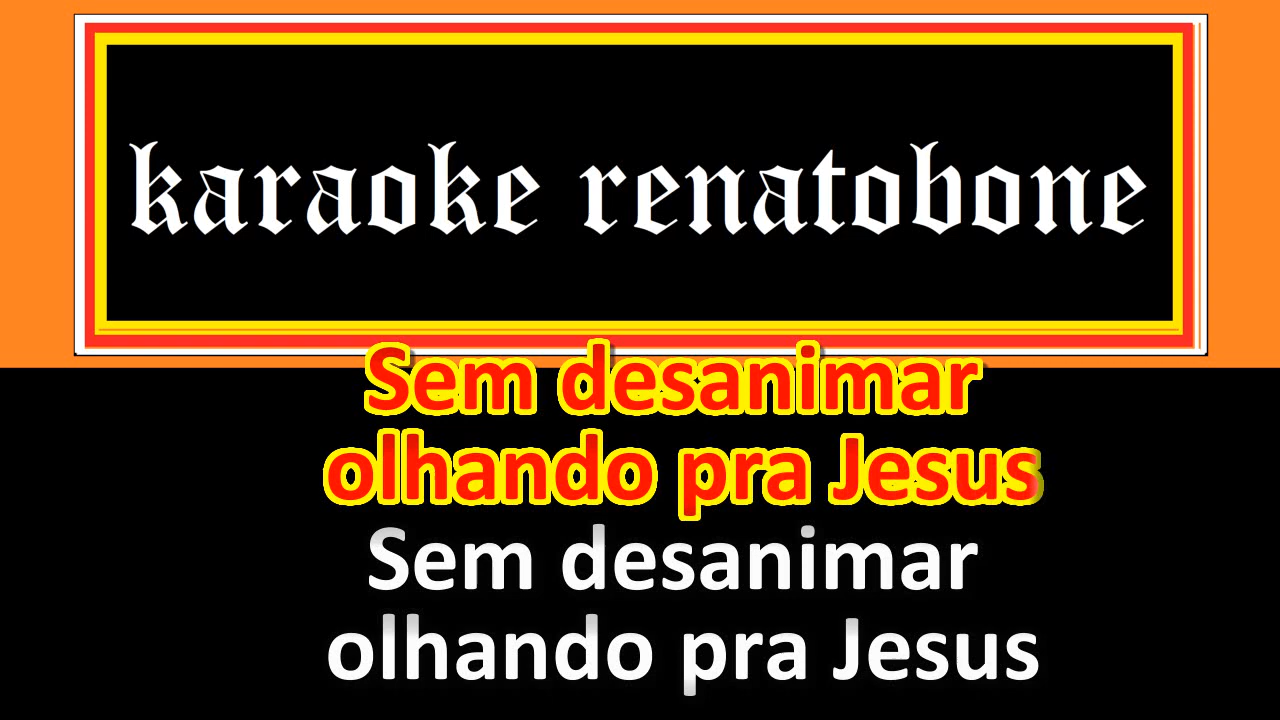 karaoke renatobone
Sem desanimar
olhando pra Jesus
Sem desanimar
olhando pra Jesus